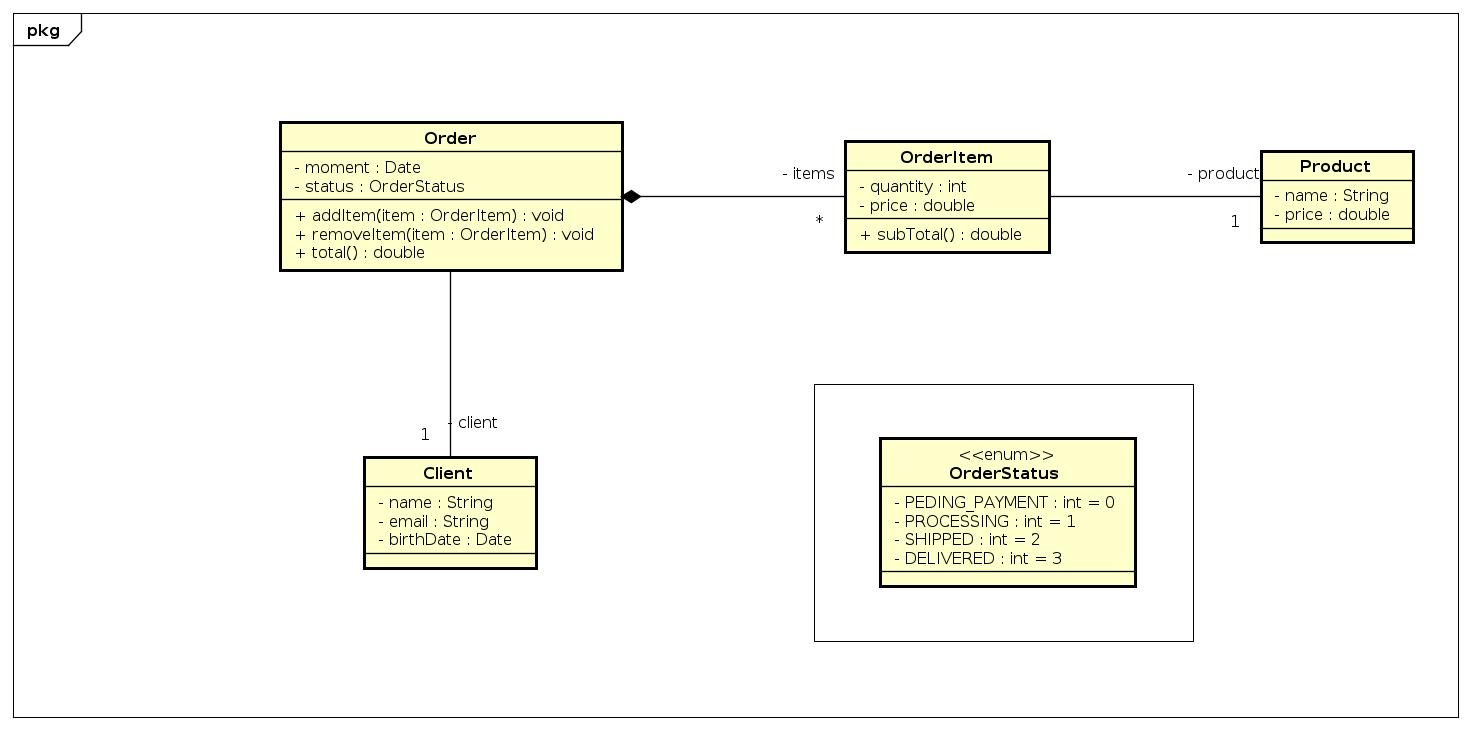 pkg
Order
- moment : Date
- status : OrderStatus
+ addItem(item : OrderItem) : void
+ removeItem(item : OrderItem) : void
+ total() : double
- items
*
OrderItem
- quantity : int
- price : double
+ subTotal() : double
- product
1
Product
- name : String
- price : double
- client
1
Client
- name : String
- email : String
- birthDate : Date
<<enum>>
OrderStatus
- PEDING_PAYMENT : int = 0
- PROCESSING : int = 1
- SHIPPED : int = 2
- DELIVERED : int = 3